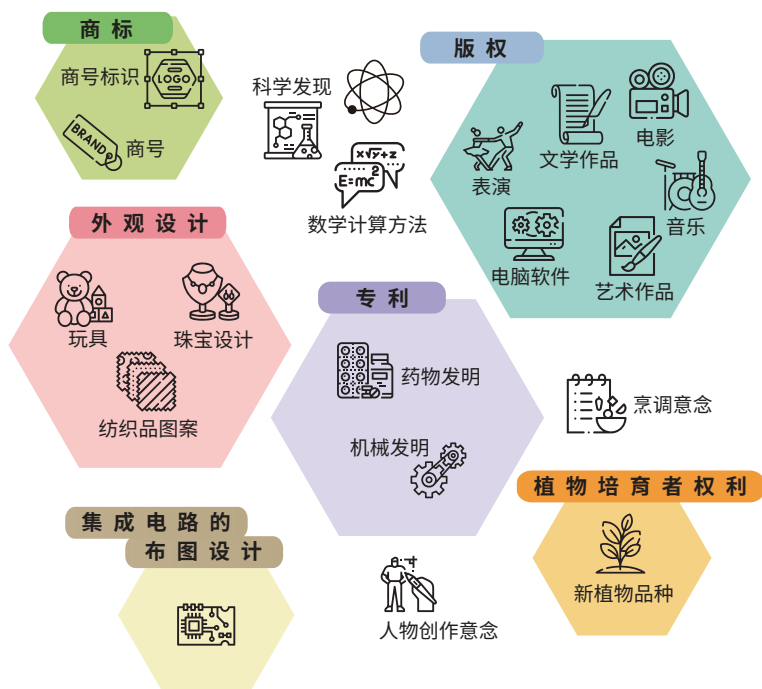 商标
商号标识
LOGO
BRAND
商号
科学发现
x√y+z
E=mc²
数学计算方法
版权
电影
文学作品
表演
音乐
电脑软件
艺术作品
外观设计
玩具
珠宝设计
纺织品图案
专利
药物发明
机械发明
烹调意念
植物培育者权利
新植物品种
集成电路的
布图设计
人物创作意念